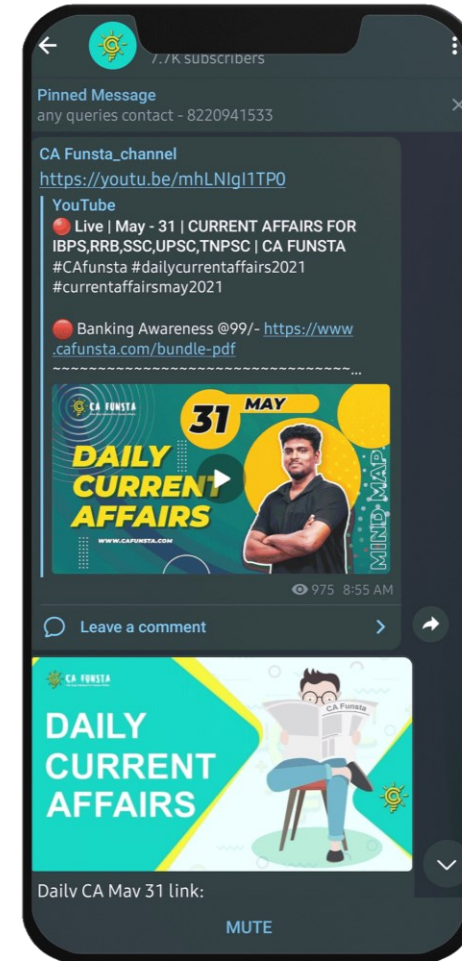 7.7K subscribers
Pinned Message
any queries contact - 8220941533
CA Funsta_channel
https://youtu.be/mhLNIgI1TP0
YouTube
🔴 Live | May - 31 | CURRENT AFFAIRS FOR
IBPS,RRB,SSC,UPSC,TNPSC | CA FUNSTA
#CAfunsta #dailycurrentaffairs2021
#currentaffairsmay2021
🔴 Banking Awareness @99/- https://www
.cafunsta.com/bundle-pdf
~~~~~~~~~~~~~~~~~~~~~~~~~~~~~~~~~...
CA FUNSTA
31 MAY
DAILY
CURRENT
AFFAIRS
WWW.CAFUNSTA.COM
MIND MAP
975 8:55 AM
Leave a comment
CA FUNSTA
CA Funsta
DAILY
CURRENT
AFFAIRS
Daily CA May 31 link:
MUTE